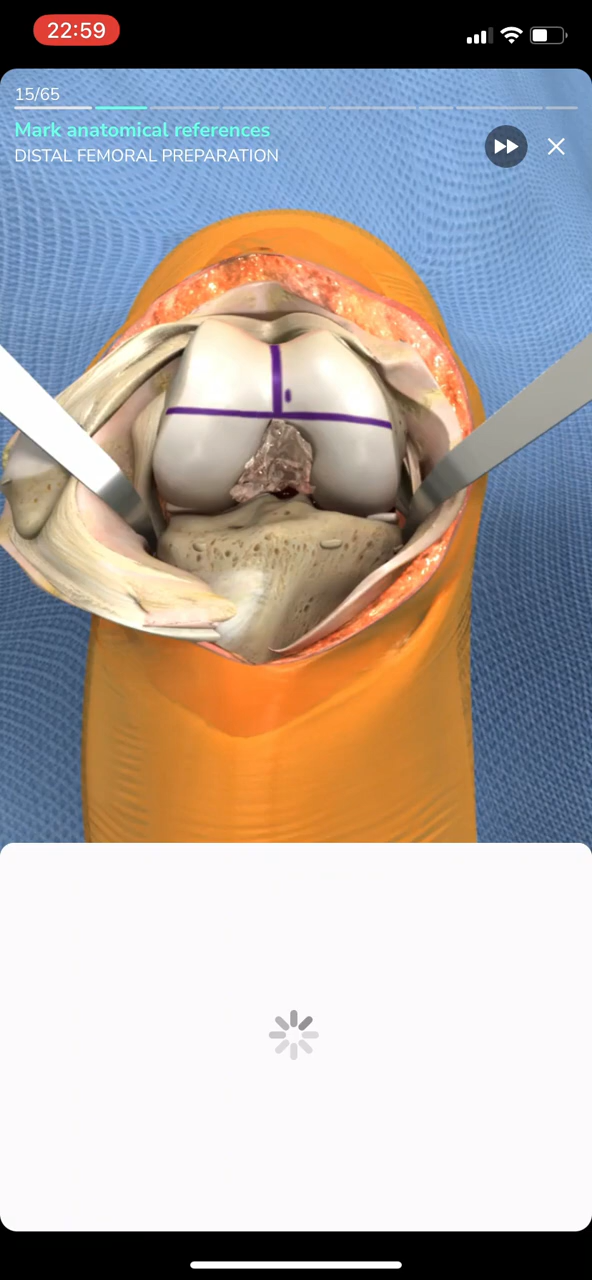 22:59
15/65
Mark anatomical references
DISTAL FEMORAL PREPARATION